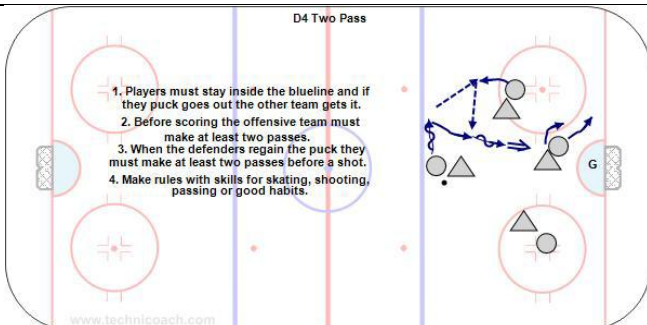 D4 Two Pass
1. Players must stay inside the blueline and if
they puck goes out the other team gets it.
2. Before scoring the offensive team must
make at least two passes.
3. When the defenders regain the puck they
must make at least two passes before a shot.
4. Make rules with skills for skating, shooting,
passing or good habits.
G
www.technicoach.com